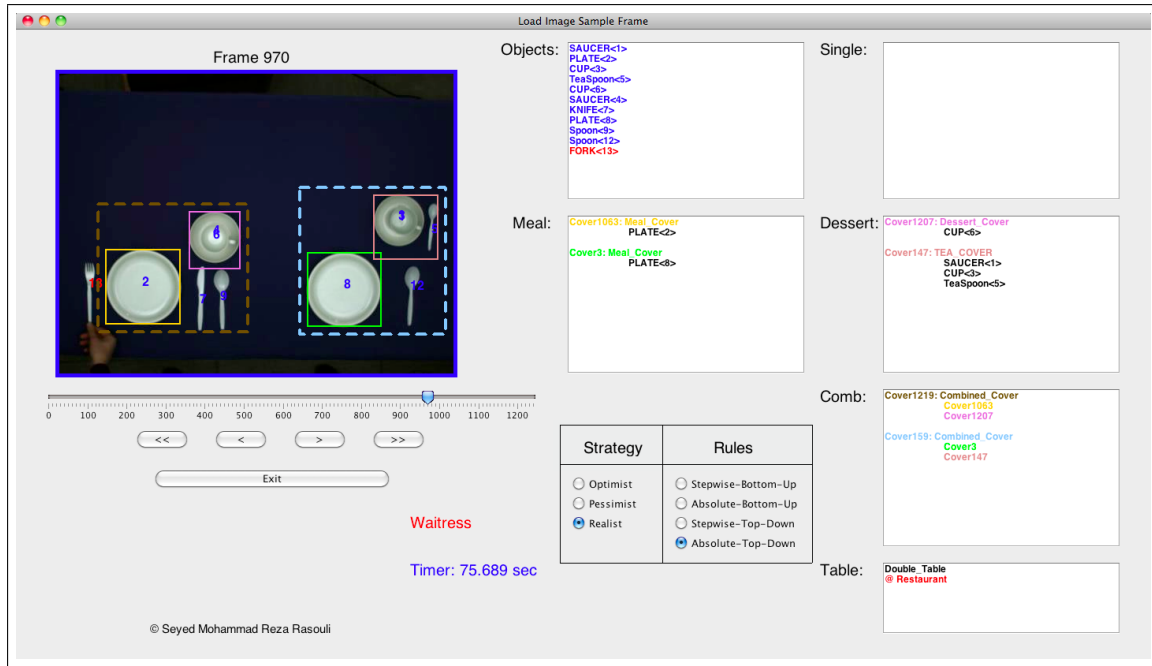 Load Image Sample Frame
Frame 970
4
6
3
5
2
13
7
9
8
12
0 100 200 300 400 500 600 700 800 900 1000 1100 1200
<< < > >>
Exit
Waitress
Timer: 75.689 sec
© Seyed Mohammad Reza Rasouli
Objects:
SAUCER<1>
PLATE<2>
CUP<3>
TeaSpoon<5>
CUP<6>
SAUCER<4>
KNIFE<7>
PLATE<8>
Spoon<9>
Spoon<12>
FORK<13>
Single:
Meal:
Cover1063: Meal_Cover
PLATE<2>
Cover3: Meal_Cover
PLATE<8>
Dessert:
Cover1207: Dessert_Cover
CUP<6>
Cover147: TEA_COVER
SAUCER<1>
CUP<3>
TeaSpoon<5>
Comb:
Cover1219: Combined_Cover
Cover1063
Cover1207
Cover159: Combined_Cover
Cover3
Cover147
Strategy
Optimist
Pessimist
Realist
Rules
Stepwise-Bottom-Up
Absolute-Bottom-Up
Stepwise-Top-Down
Absolute-Top-Down
Table:
Double_Table
@ Restaurant